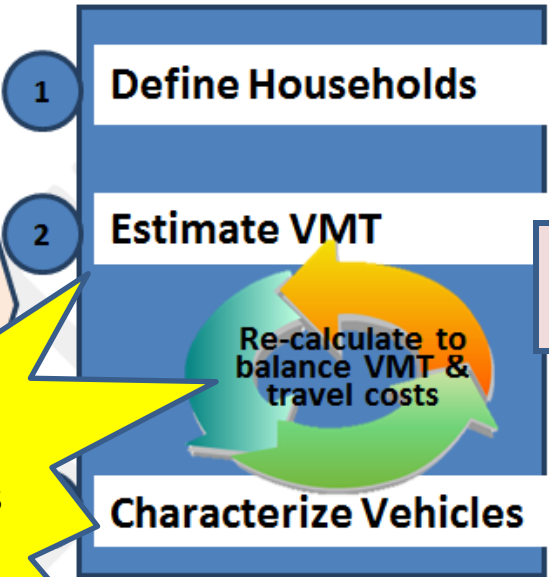 1
Define Households
2
Estimate VMT
Re-calculate to
balance VMT &
travel costs
s
Characterize Vehicles